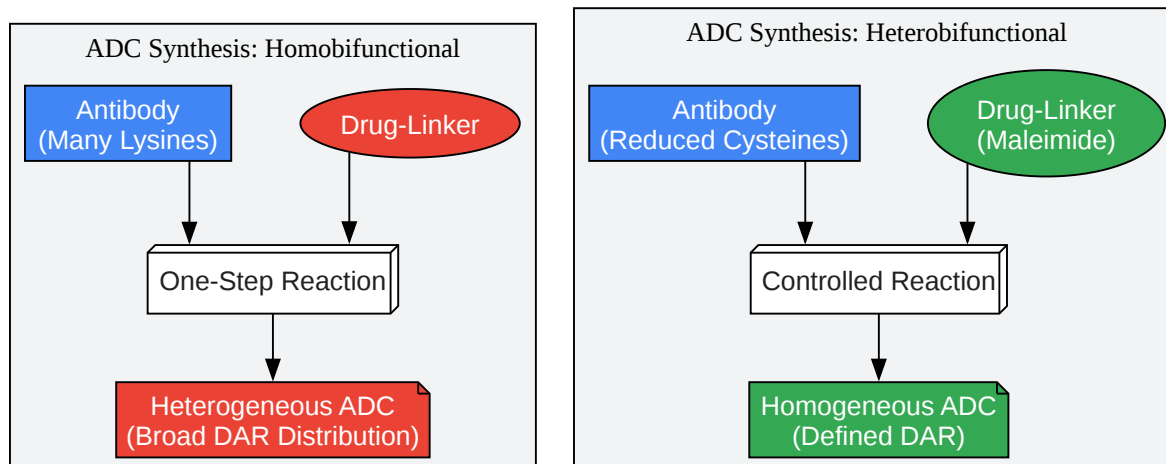 ADC Synthesis: Homobifunctional
Antibody
(Many Lysines)
Drug-Linker
One-Step Reaction
Heterogeneous ADC
(Broad DAR Distribution)
ADC Synthesis: Heterobifunctional
Antibody
(Reduced Cysteines)
Drug-Linker
(Maleimide)
Controlled Reaction
Homogeneous ADC
(Defined DAR)